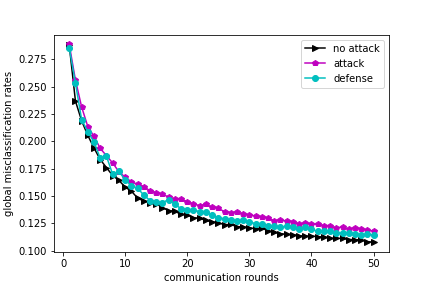 no attack
attack
defense
0.275
0.250
0.225
0.200
0.175
0.150
0.125
0.100
global misclassification rates
0 10 20 30 40 50
communication rounds